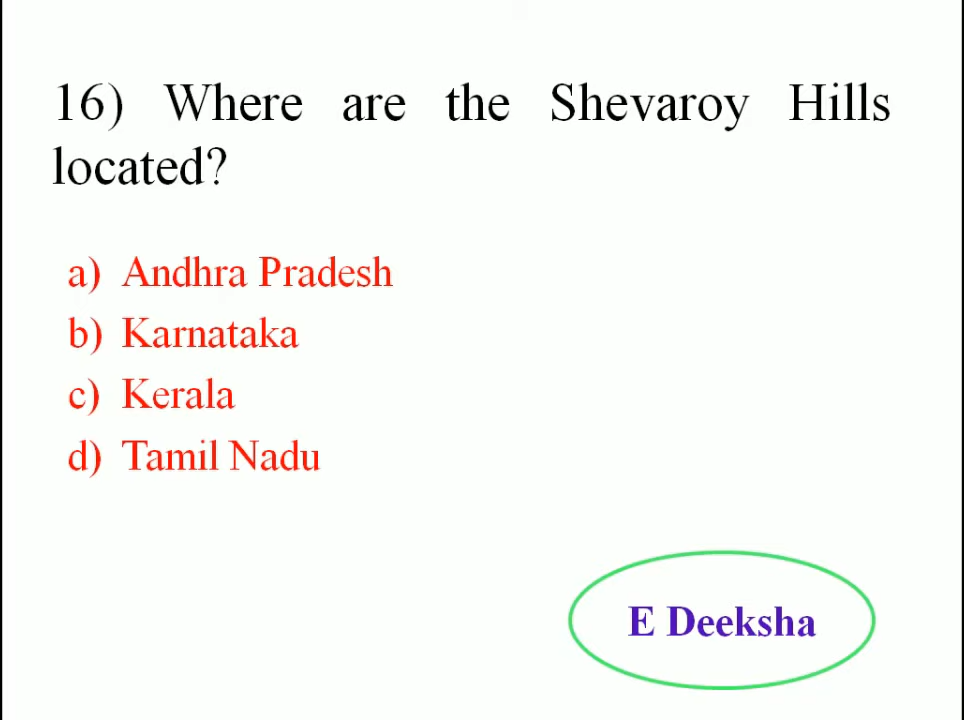 16) Where are the Shevaroy Hills
located?
a) Andhra Pradesh
b) Karnataka
c) Kerala
d) Tamil Nadu
E Deeksha